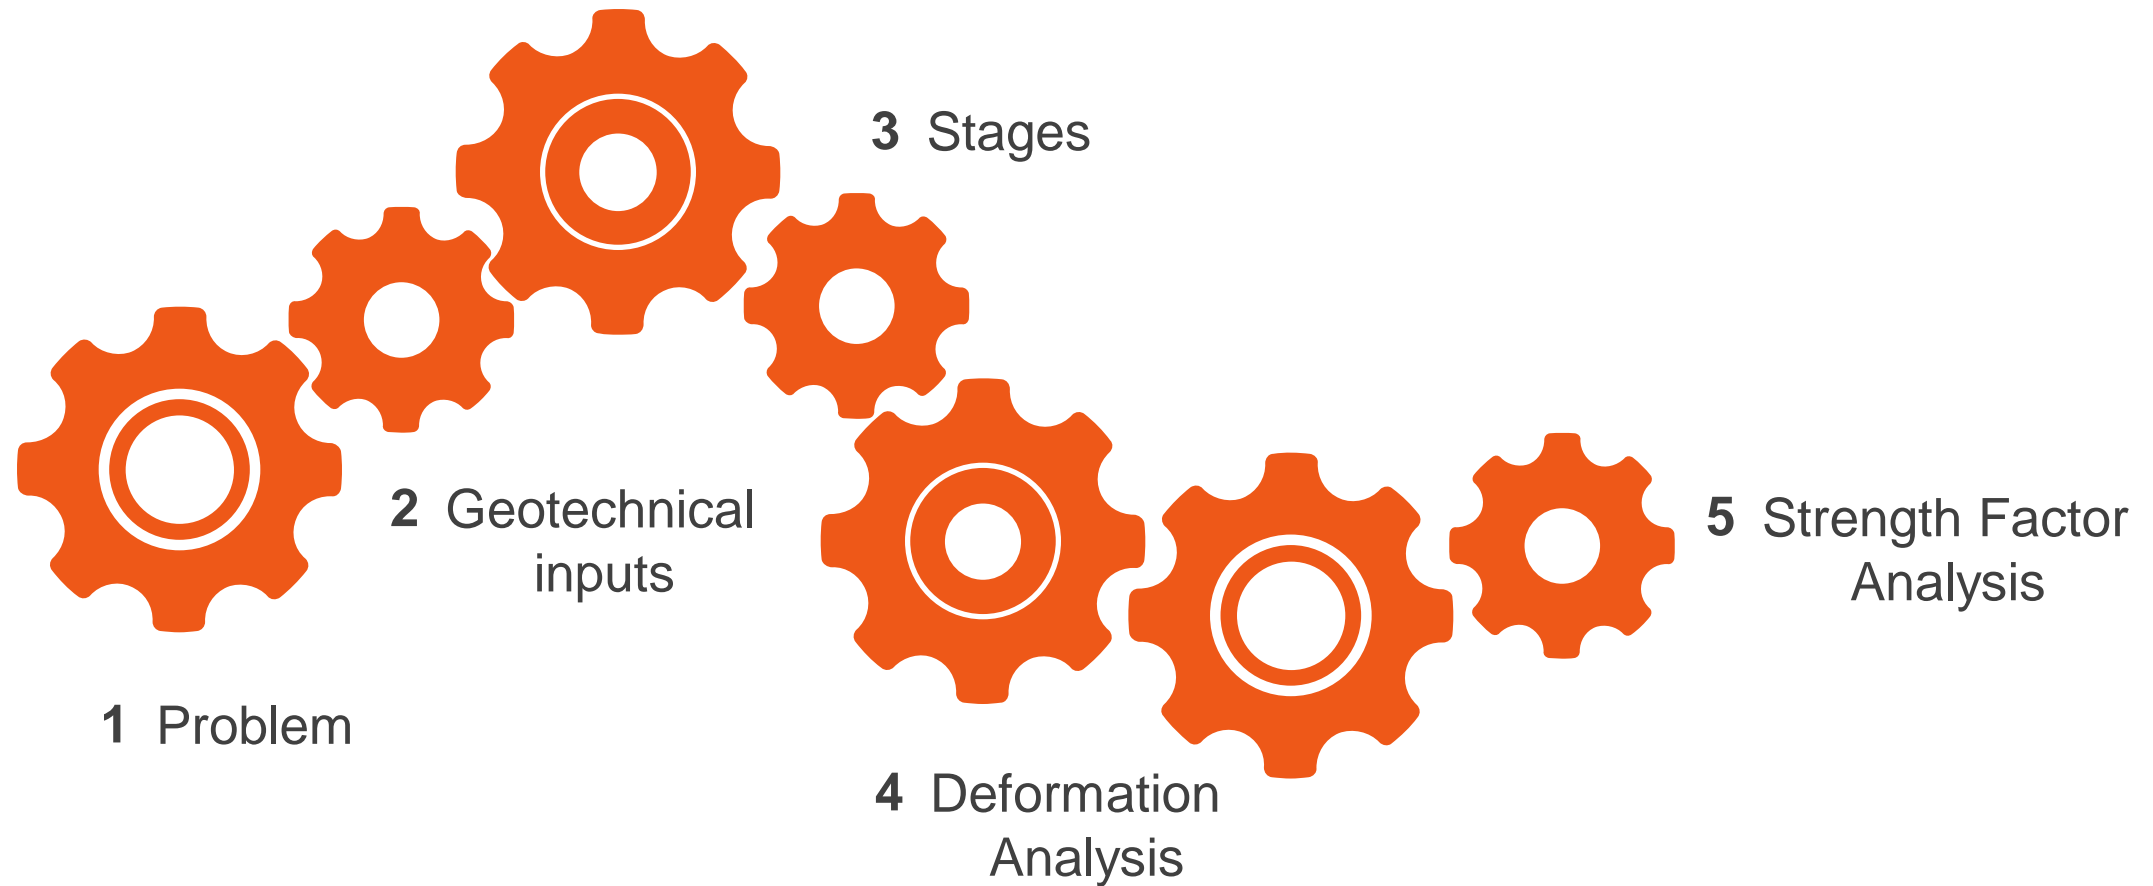 1 Problem
2 Geotechnical
inputs
3 Stages
4 Deformation
Analysis
5 Strength Factor
Analysis